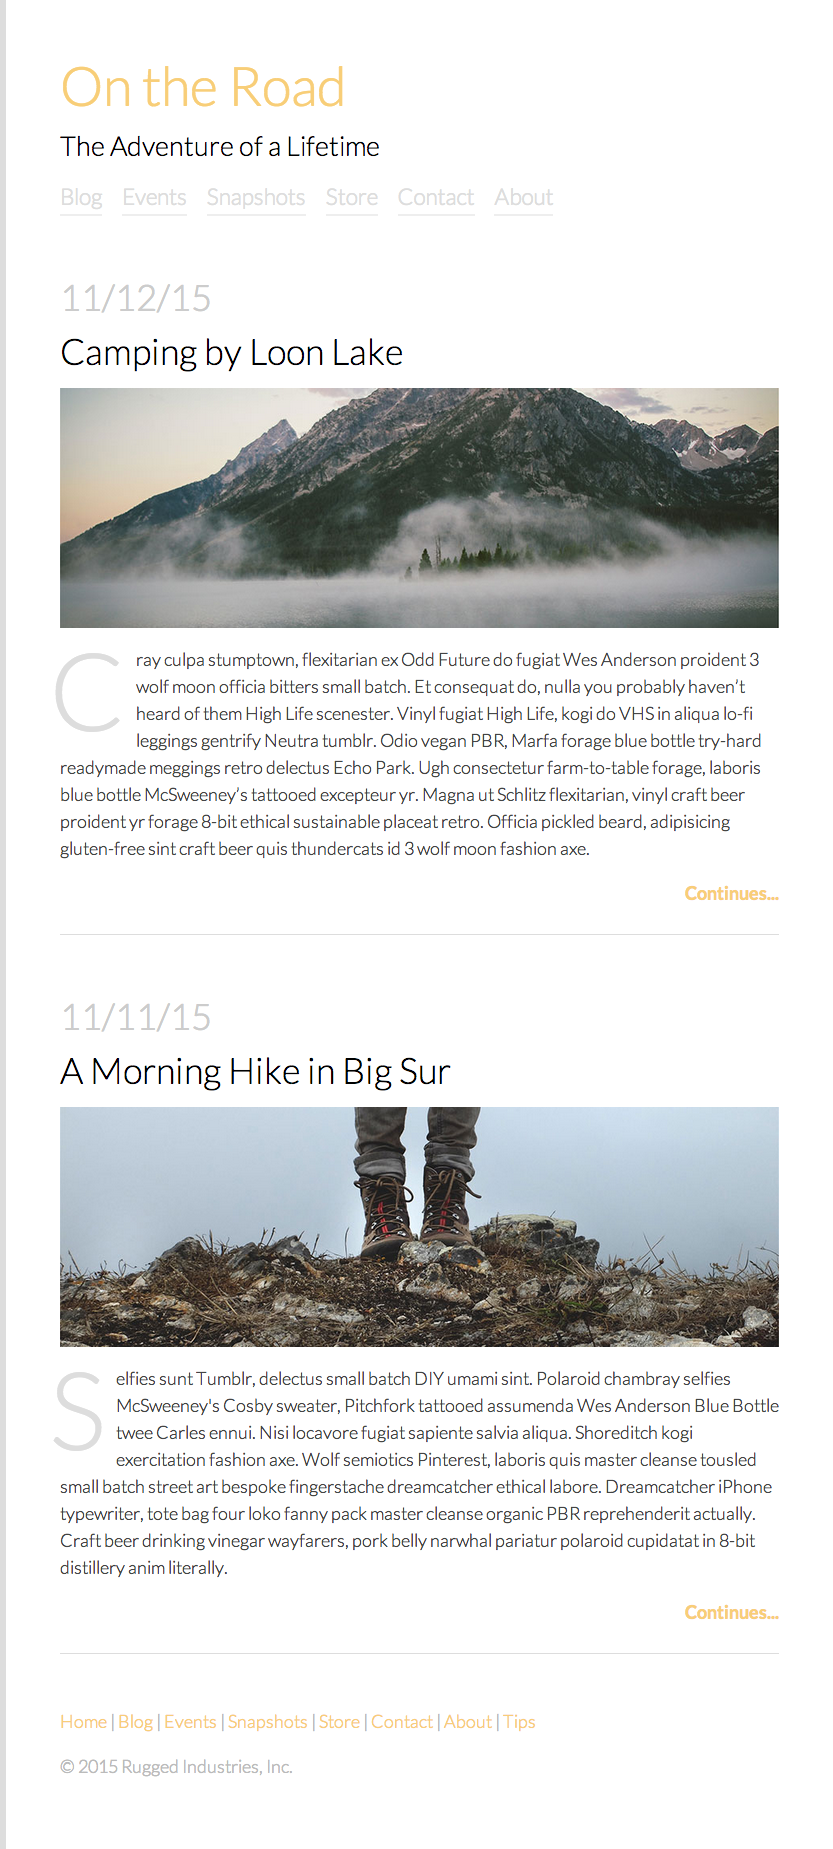 On the Road
The Adventure of a Lifetime
Blog Events Snapshots Store Contact About
11/12/15
Camping by Loon Lake
Cray culpa stumptown, flexitarian ex Odd Future do fugiat Wes Anderson proident 3
wolf moon officia bitters small batch. Et consequat do, nulla you probably haven’t
heard of them High Life scenester. Vinyl fugiat High Life, kogi do VHS in aliqua lo-fi
leggings gentrify Neutra tumblr. Odio vegan PBR, Marfa forage blue bottle try-hard
readymade meggings retro delectus Echo Park. Ugh consectetur farm-to-table forage, laboris
blue bottle McSweeney’s tattooed excepteur yr. Magna ut Schlitz flexitarian, vinyl craft beer
proident yr forage 8-bit ethical sustainable placeat retro. Officia pickled beard, adipisicing
gluten-free sint craft beer quis thundercats id 3 wolf moon fashion axe.
Continues...
11/11/15
A Morning Hike in Big Sur
Selfies sunt Tumblr, delectus small batch DIY umami sint. Polaroid chambray selfies
McSweeney's Cosby sweater, Pitchfork tattooed assumenda Wes Anderson Blue Bottle
twee Carles ennui. Nisi locavore fugiat sapiente salvia aliqua. Shoreditch kogi
exercitation fashion axe. Wolf semiotics Pinterest, laboris quis master cleanse tousled
small batch street art bespoke fingerstache dreamcatcher ethical labore. Dreamcatcher iPhone
typewriter, tote bag four loko fanny pack master cleanse organic PBR reprehenderit actually.
Craft beer drinking vinegar wayfarers, pork belly narwhal pariatur polaroid cupidatat in 8-bit
distillery anim literally.
Continues...
Home | Blog | Events | Snapshots | Store | Contact | About | Tips
© 2015 Rugged Industries, Inc.